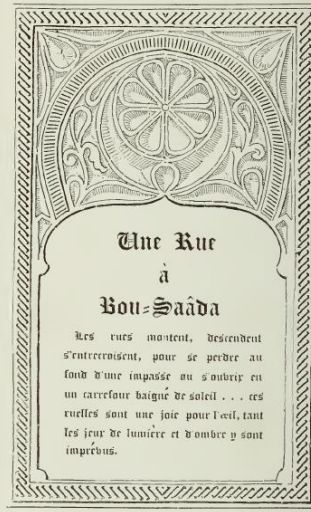 Une Rue
à
Bou=Saâda
Les rues montent, descendent
s'entrecroisent, pour se perdre au
fond d'une impasse ou s'ouvrir en
un carrefour baigné de soleil . . . ces
ruelles sont une joie pour l'œil, tant
les jeux de lumière et d'ombre y sont
imprévus.